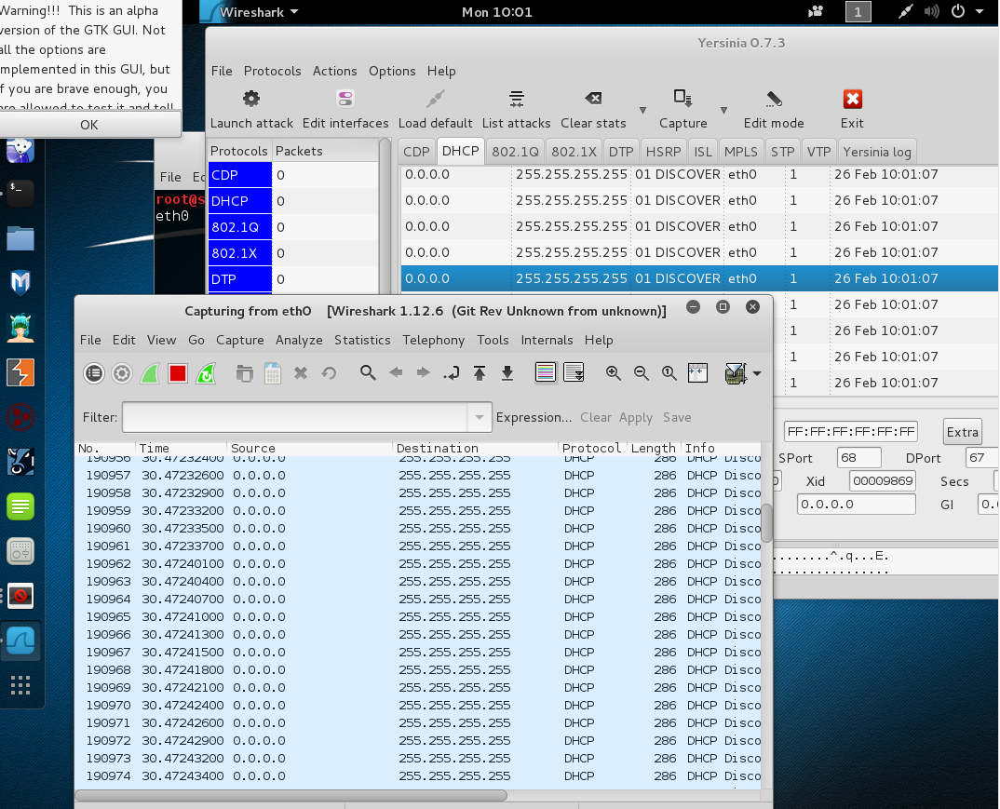 Warning!!! This is an alpha
version of the GTK GUI. Not
all the options are
implemented in this GUI, but
if you are brave enough, you
are allowed to test it and tell
OK
Wireshark
Mon 10:01
1
Yersinia 0.7.3
File Protocols Actions Options Help
Launch attack Edit interfaces Load default List attacks Clear stats Capture Edit mode Exit
Protocols Packets
CDP 0
DHCP 0
802.1Q 0
802.1X 0
DTP 0
CDP DHCP 802.1Q 802.1X DTP HSRP ISL MPLS STP VTP Yersinia log
0.0.0.0 255.255.255.255 01 DISCOVER eth0 1 26 Feb 10:01:07
0.0.0.0 255.255.255.255 01 DISCOVER eth0 1 26 Feb 10:01:07
0.0.0.0 255.255.255.255 01 DISCOVER eth0 1 26 Feb 10:01:07
0.0.0.0 255.255.255.255 01 DISCOVER eth0 1 26 Feb 10:01:07
0.0.0.0 255.255.255.255 01 DISCOVER eth0 1 26 Feb 10:01:07
1 26 Feb 10:01:07
1 26 Feb 10:01:07
1 26 Feb 10:01:07
1 26 Feb 10:01:07
FF:FF:FF:FF:FF:FF Extra
SPort 68 DPort 67
0 Xid 00009869 Secs
0.0.0.0 GI 0.
........^.q...E.
................
File Ed
root@s
eth0
Capturing from eth0 [Wireshark 1.12.6 (Git Rev Unknown from unknown)]
File Edit View Go Capture Analyze Statistics Telephony Tools Internals Help
Filter: Expression... Clear Apply Save
No. Time Source Destination Protocol Length Info
190956 30.47232400 0.0.0.0 255.255.255.255 DHCP 286 DHCP Disco
190957 30.47232600 0.0.0.0 255.255.255.255 DHCP 286 DHCP Disco
190958 30.47232900 0.0.0.0 255.255.255.255 DHCP 286 DHCP Disco
190959 30.47233200 0.0.0.0 255.255.255.255 DHCP 286 DHCP Disco
190960 30.47233500 0.0.0.0 255.255.255.255 DHCP 286 DHCP Disco
190961 30.47233700 0.0.0.0 255.255.255.255 DHCP 286 DHCP Disco
190962 30.47240100 0.0.0.0 255.255.255.255 DHCP 286 DHCP Disco
190963 30.47240400 0.0.0.0 255.255.255.255 DHCP 286 DHCP Disco
190964 30.47240700 0.0.0.0 255.255.255.255 DHCP 286 DHCP Disco
190965 30.47241000 0.0.0.0 255.255.255.255 DHCP 286 DHCP Disco
190966 30.47241300 0.0.0.0 255.255.255.255 DHCP 286 DHCP Disco
190967 30.47241500 0.0.0.0 255.255.255.255 DHCP 286 DHCP Disco
190968 30.47241800 0.0.0.0 255.255.255.255 DHCP 286 DHCP Disco
190969 30.47242100 0.0.0.0 255.255.255.255 DHCP 286 DHCP Disco
190970 30.47242400 0.0.0.0 255.255.255.255 DHCP 286 DHCP Disco
190971 30.47242600 0.0.0.0 255.255.255.255 DHCP 286 DHCP Disco
190972 30.47242900 0.0.0.0 255.255.255.255 DHCP 286 DHCP Disco
190973 30.47243200 0.0.0.0 255.255.255.255 DHCP 286 DHCP Disco
190974 30.47243400 0.0.0.0 255.255.255.255 DHCP 286 DHCP Disco